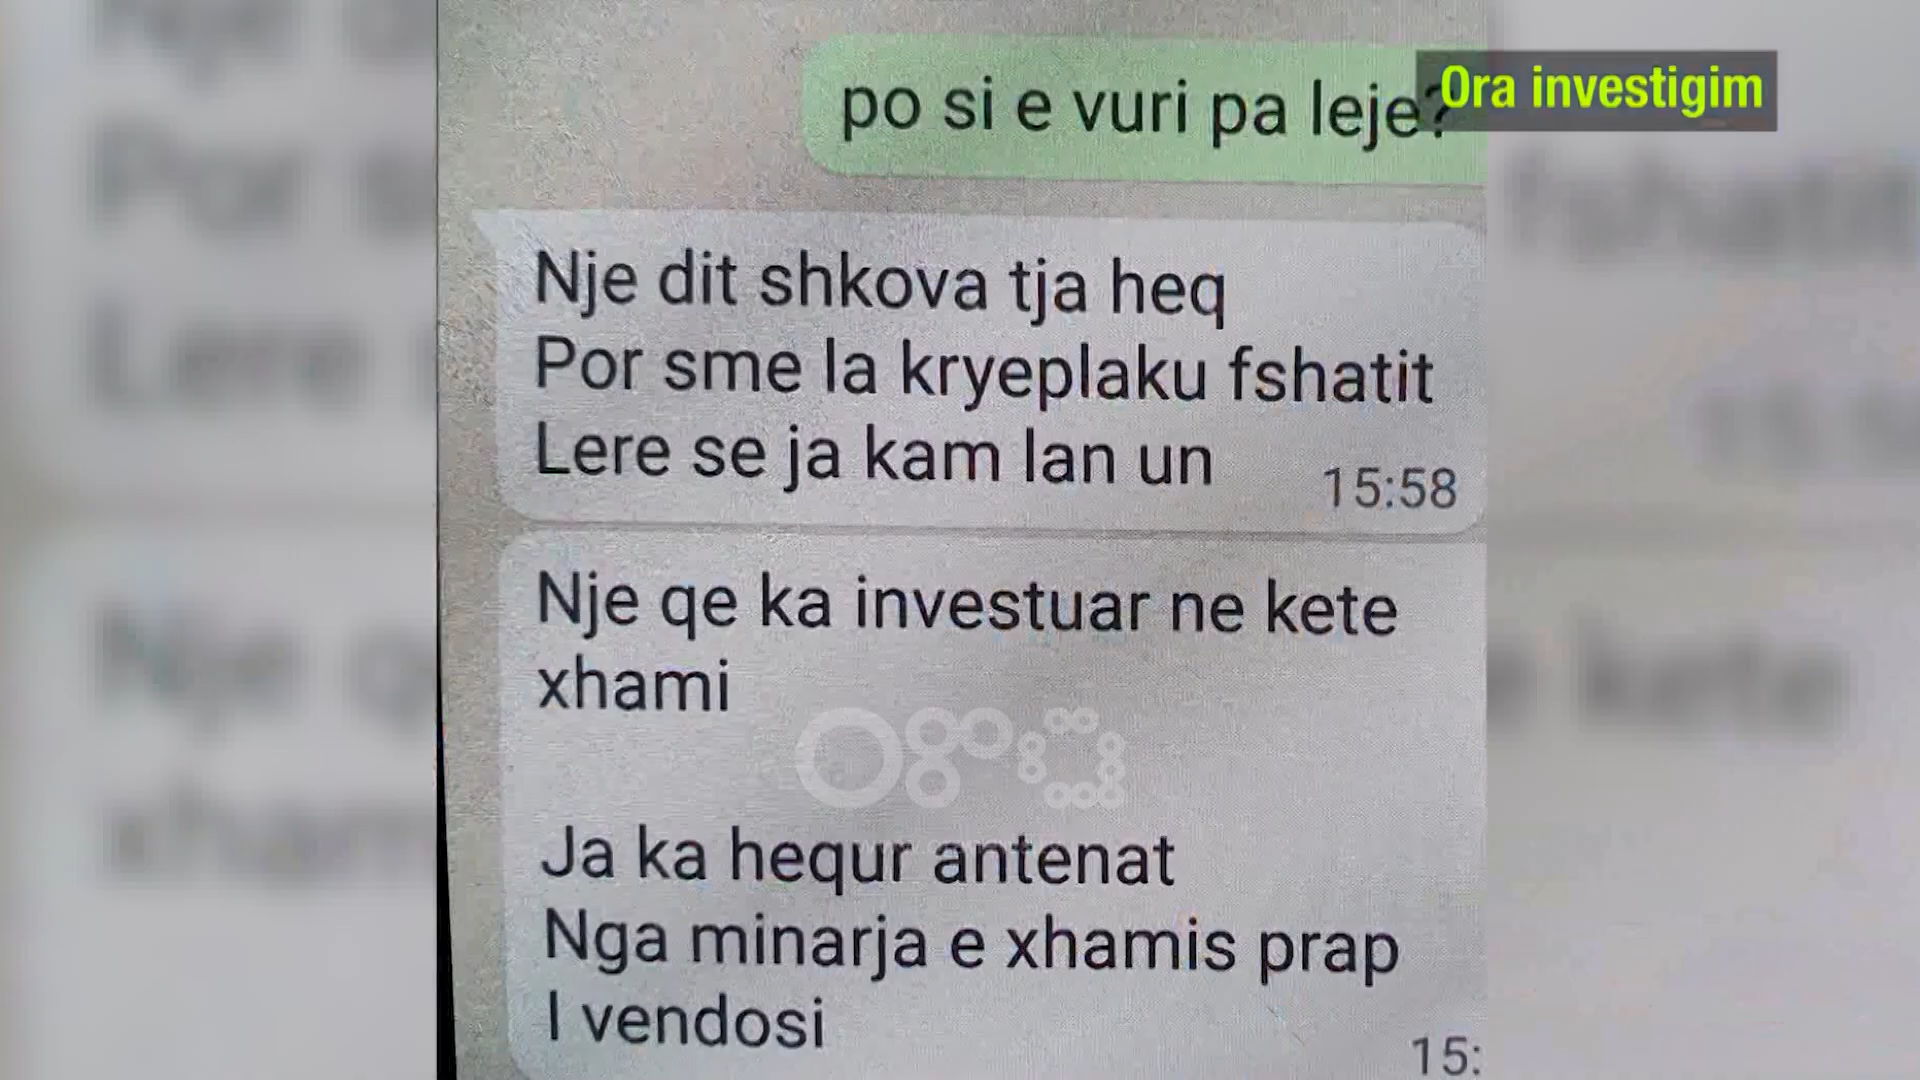 Ora investigim
po si e vuri pa leje?
Nje dit shkova tja heq
Por sme la kryeplaku fshatit
Lere se ja kam lan un
15:58
Nje qe ka investuar ne kete
xhami
Ja ka hequr antenat
Nga minarja e xhamis prap
I vendosi
15: